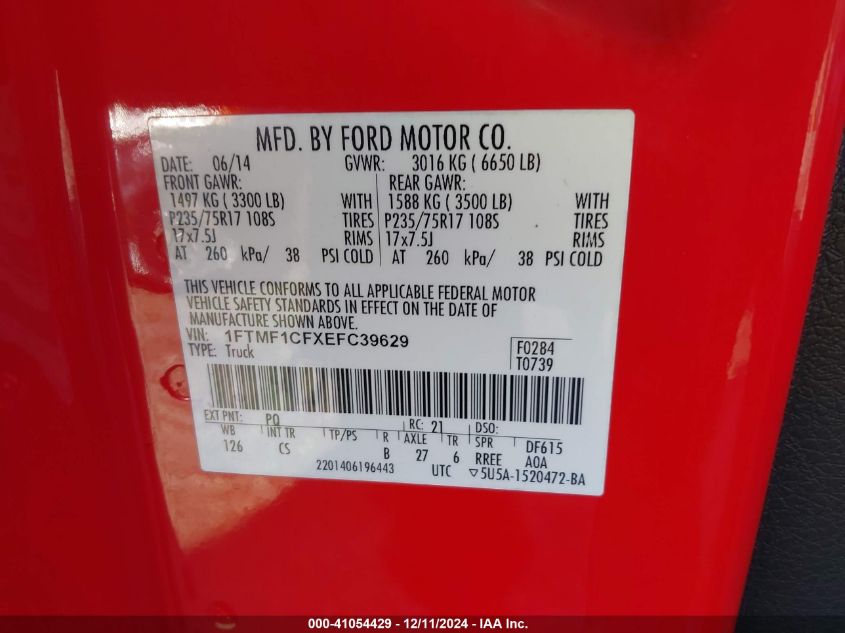 MFD. BY FORD MOTOR CO.
DATE: 06/14 GVWR: 3016 KG ( 6650 LB)
FRONT GAWR: REAR GAWR:
1497 KG ( 3300 LB) WITH 1588 KG ( 3500 LB) WITH
P235/75R17 108S TIRES P235/75R17 108S TIRES
17x7.5J RIMS 17x7.5J RIMS
AT 260 kPa/ 38 PSI COLD AT 260 kPa/ 38 PSI COLD
THIS VEHICLE CONFORMS TO ALL APPLICABLE FEDERAL MOTOR
VEHICLE SAFETY STANDARDS IN EFFECT ON THE DATE OF
MANUFACTURE SHOWN ABOVE.
VIN: 1FTMF1CFXEFC39629
TYPE: Truck
F0284
T0739
EXT PNT: PQ RC: 21 DSO:
WB INT TR TP/PS R AXLE TR SPR DF615
126 CS B 27 6 RREE A0A
2201406196443 UTC ▽5U5A-1520472-BA
000-41054429 - 12/11/2024 - IAA Inc.